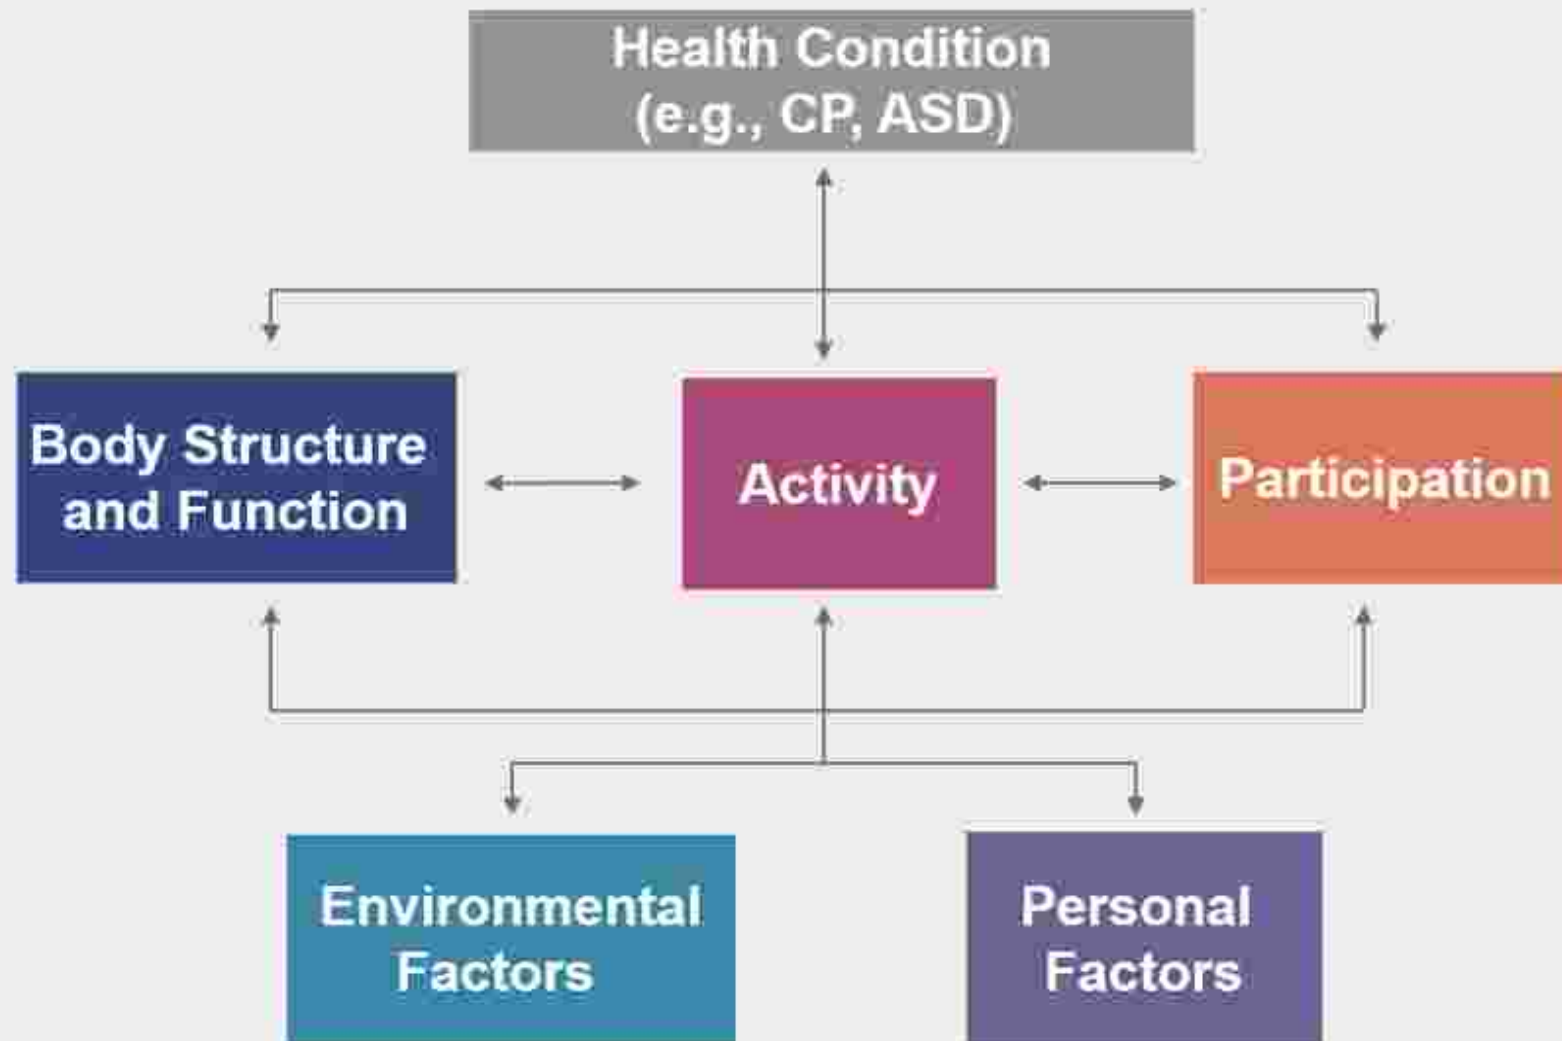 Health Condition
(e.g., CP, ASD)
Body Structure
and Function
Activity
Participation
Environmental
Factors
Personal
Factors